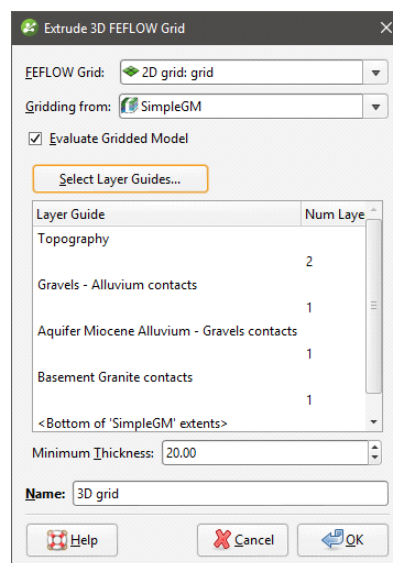 Extrude 3D FEFLOW Grid
FEFLOW Grid: 2D grid: grid
Gridding from: SimpleGM
Evaluate Gridded Model
Select Layer Guides...
Layer Guide Num Laye
Topography
2
Gravels - Alluvium contacts
1
Aquifer Miocene Alluvium - Gravels contacts
1
Basement Granite contacts
1
<Bottom of 'SimpleGM' extents>
Minimum Thickness: 20.00
Name: 3D grid
Help Cancel OK